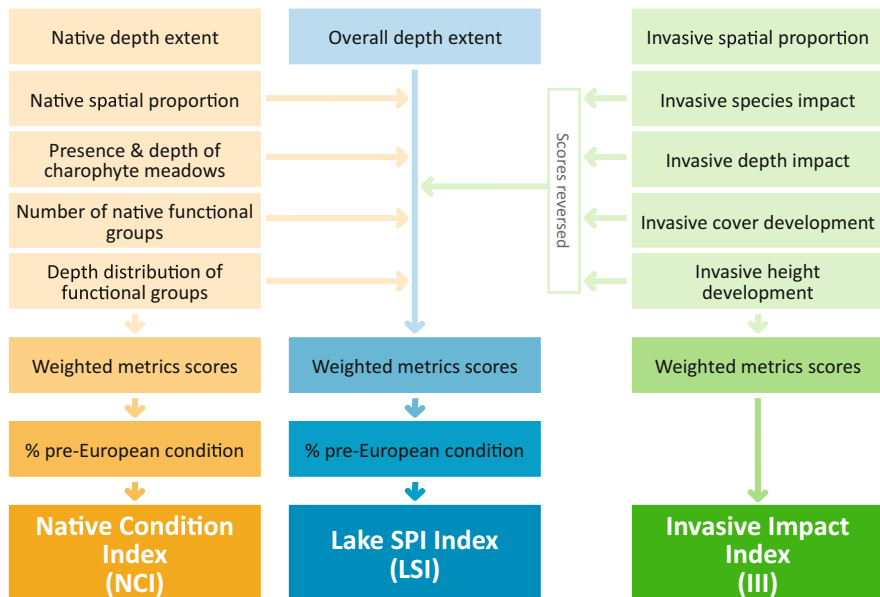 Native depth extent
Overall depth extent
Invasive spatial proportion
Native spatial proportion
Invasive species impact
Presence & depth of
charophyte meadows
Scores reversed
Invasive depth impact
Number of native functional
groups
Invasive cover development
Depth distribution of
functional groups
Invasive height
development
Weighted metrics scores
Weighted metrics scores
Weighted metrics scores
% pre-European condition
% pre-European condition
Native Condition
Index
(NCI)
Lake SPI Index
(LSI)
Invasive Impact
Index
(III)